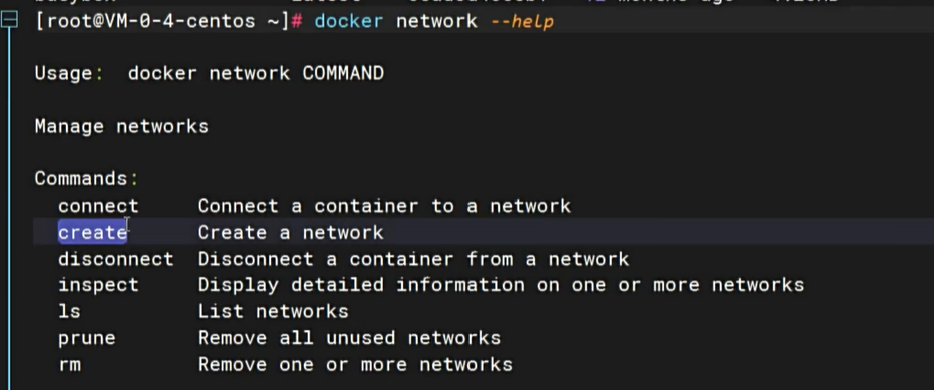 [root@VM-0-4-centos ~]# docker network --help
Usage:  docker network COMMAND
Manage networks
Commands:
connect     Connect a container to a network
create      Create a network
disconnect  Disconnect a container from a network
inspect     Display detailed information on one or more networks
ls          List networks
prune       Remove all unused networks
rm          Remove one or more networks